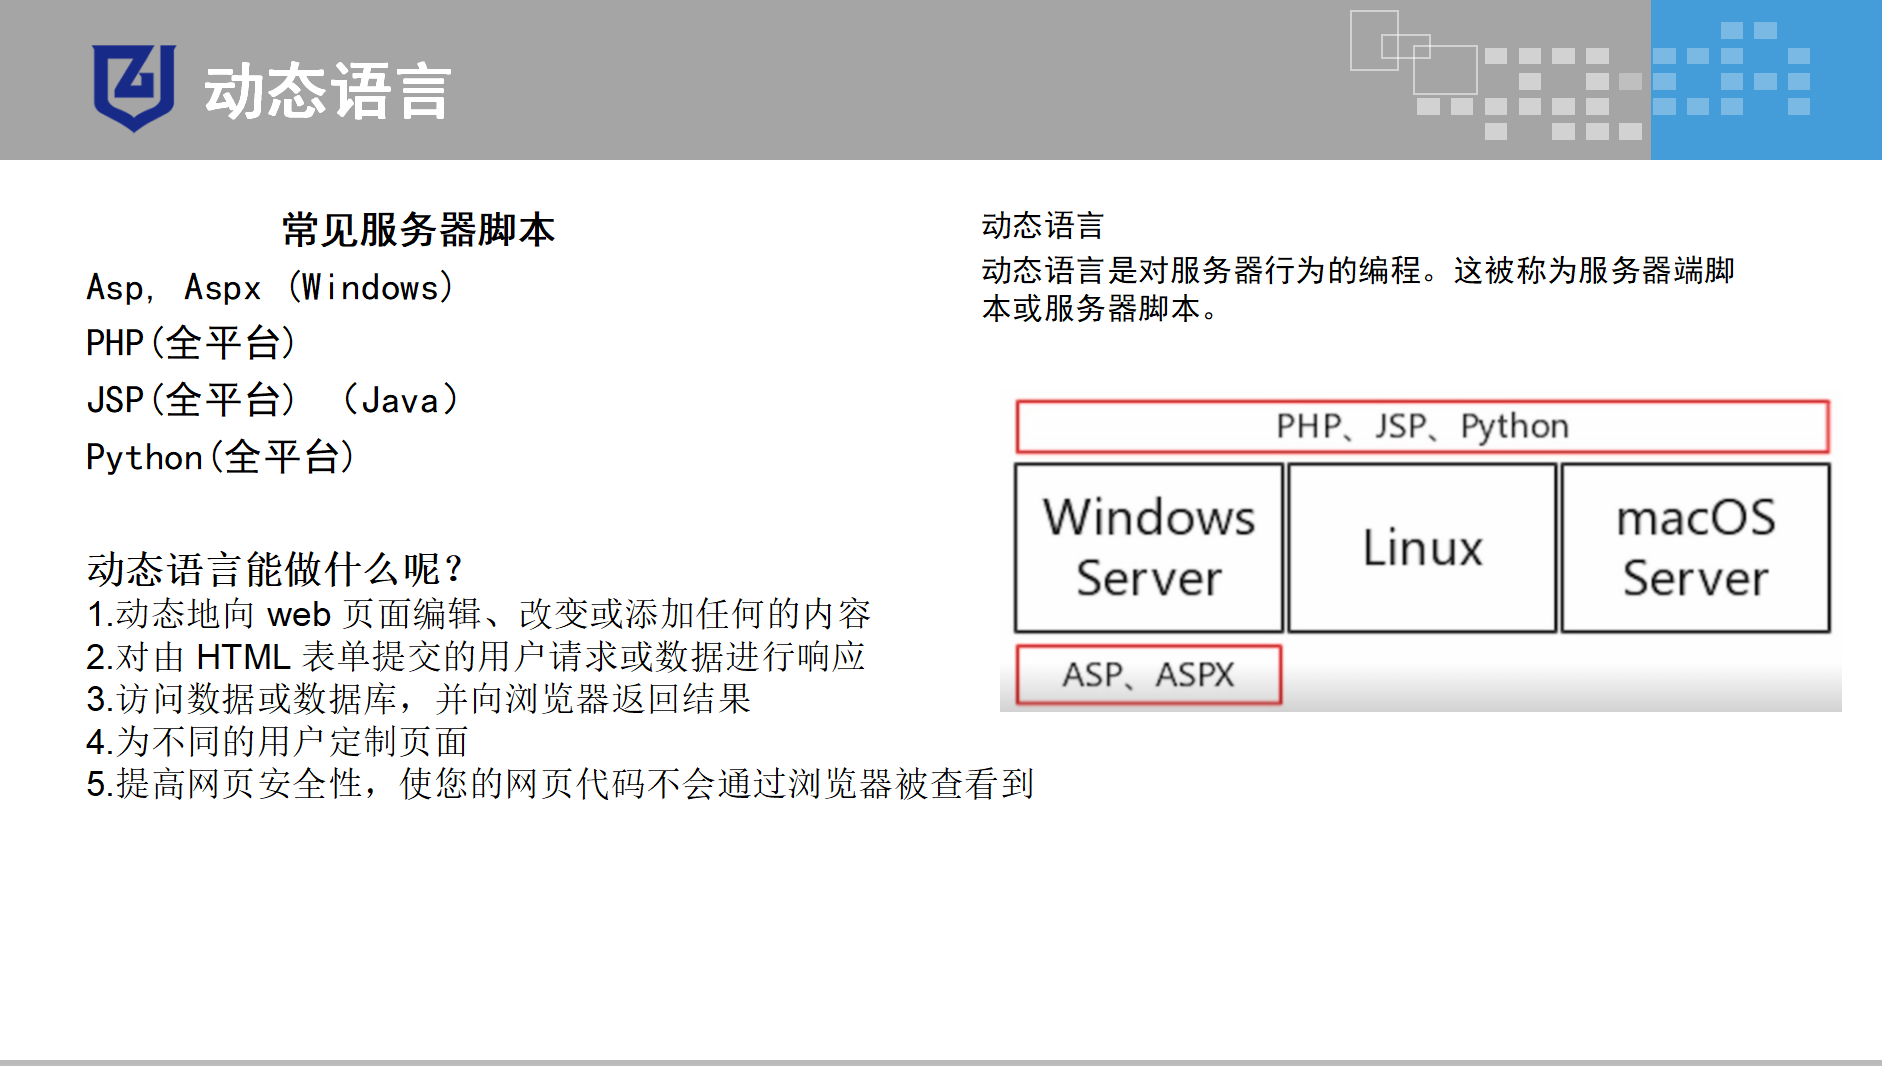 动态语言
常见服务器脚本
Asp, Aspx (Windows)
PHP(全平台)
JSP(全平台) （Java）
Python(全平台)
动态语言能做什么呢？
1.动态地向 web 页面编辑、改变或添加任何的内容
2.对由 HTML 表单提交的用户请求或数据进行响应
3.访问数据或数据库，并向浏览器返回结果
4.为不同的用户定制页面
5.提高网页安全性，使您的网页代码不会通过浏览器被查看到
动态语言
动态语言是对服务器行为的编程。这被称为服务器端脚
本或服务器脚本。
PHP、JSP、Python
Windows
Server
Linux
macOS
Server
ASP、ASPX